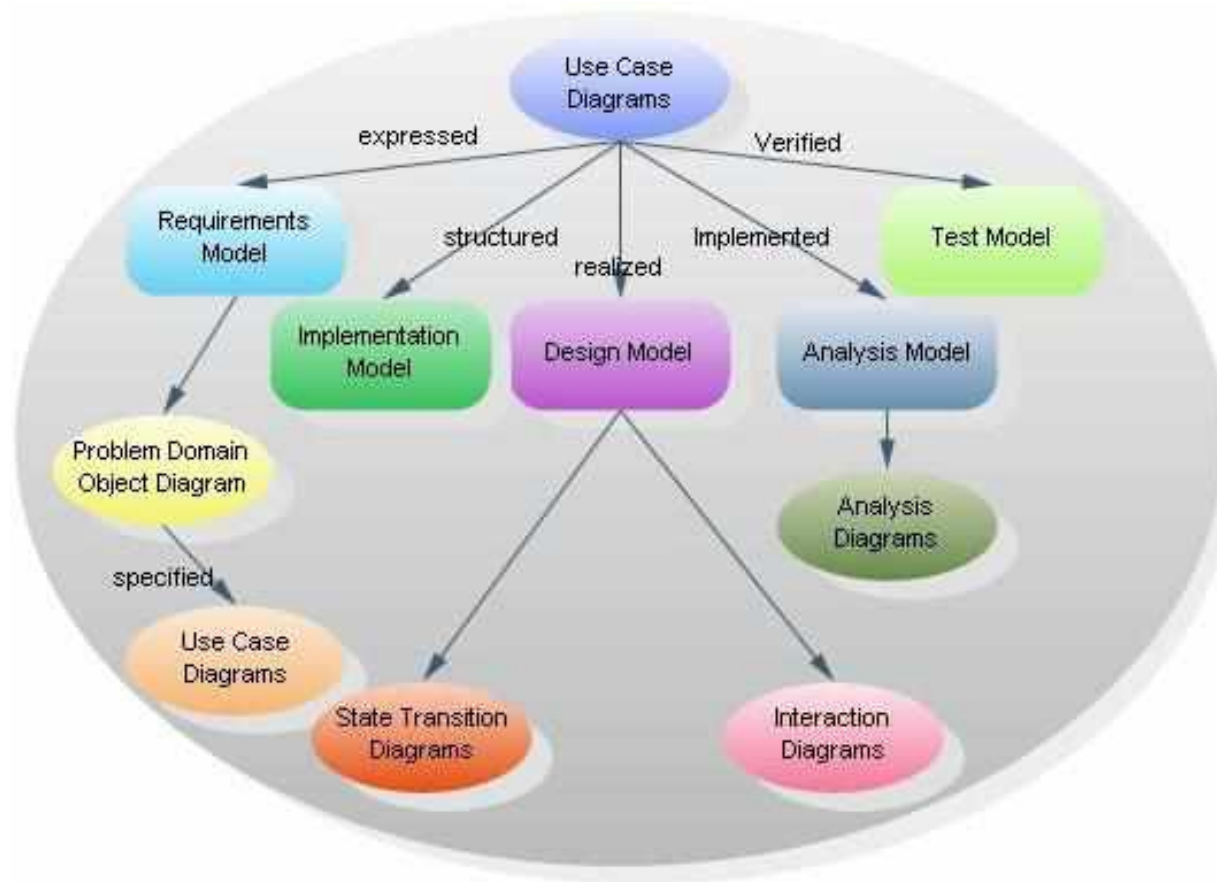 Use Case
Diagrams
expressed
Verified
Requirements
Model
structured
realized
Implemented
Test Model
Implementation
Model
Design Model
Analysis Model
Problem Domain
Object Diagram
Analysis
Diagrams
specified
Use Case
Diagrams
State Transition
Diagrams
Interaction
Diagrams